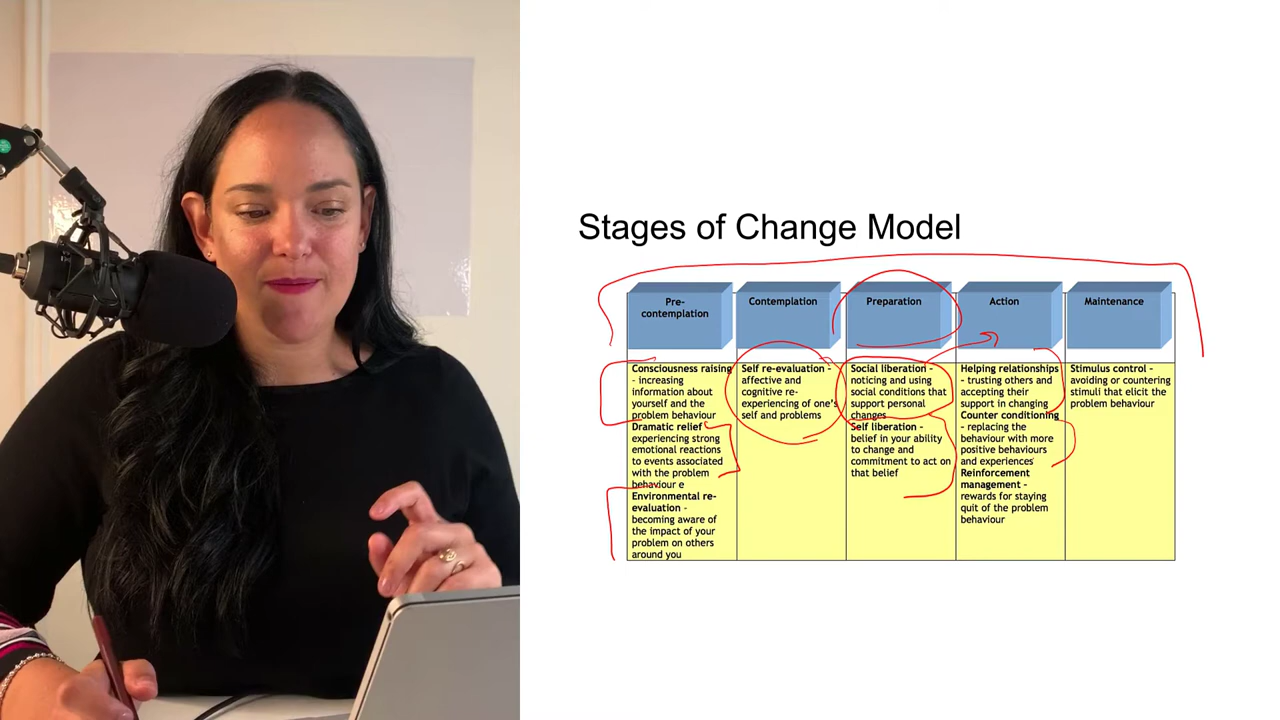 Stages of Change Model
Pre-
contemplation
Contemplation
Preparation
Action
Maintenance
Consciousness raising
- increasing
information about
yourself and the
problem behaviour
Dramatic relief
experiencing strong
emotional reactions
to events associated
with the problem
behaviour e
Environmental re-
evaluation -
becoming aware of
the impact of your
problem on others
around you
Self re-evaluation -
affective and
cognitive re-
experiencing of one's
self and problems
Social liberation -
noticing and using
social conditions that
support personal
changes
Self liberation -
belief in your ability
to change and
commitment to act on
that belief
Helping relationships
- trusting others and
accepting their
support in changing
Counter conditioning
- replacing the
behaviour with more
positive behaviours
and experiences
Reinforcement
management -
rewards for staying
quit of the problem
behaviour
Stimulus control -
avoiding or countering
stimuli that elicit the
problem behaviour